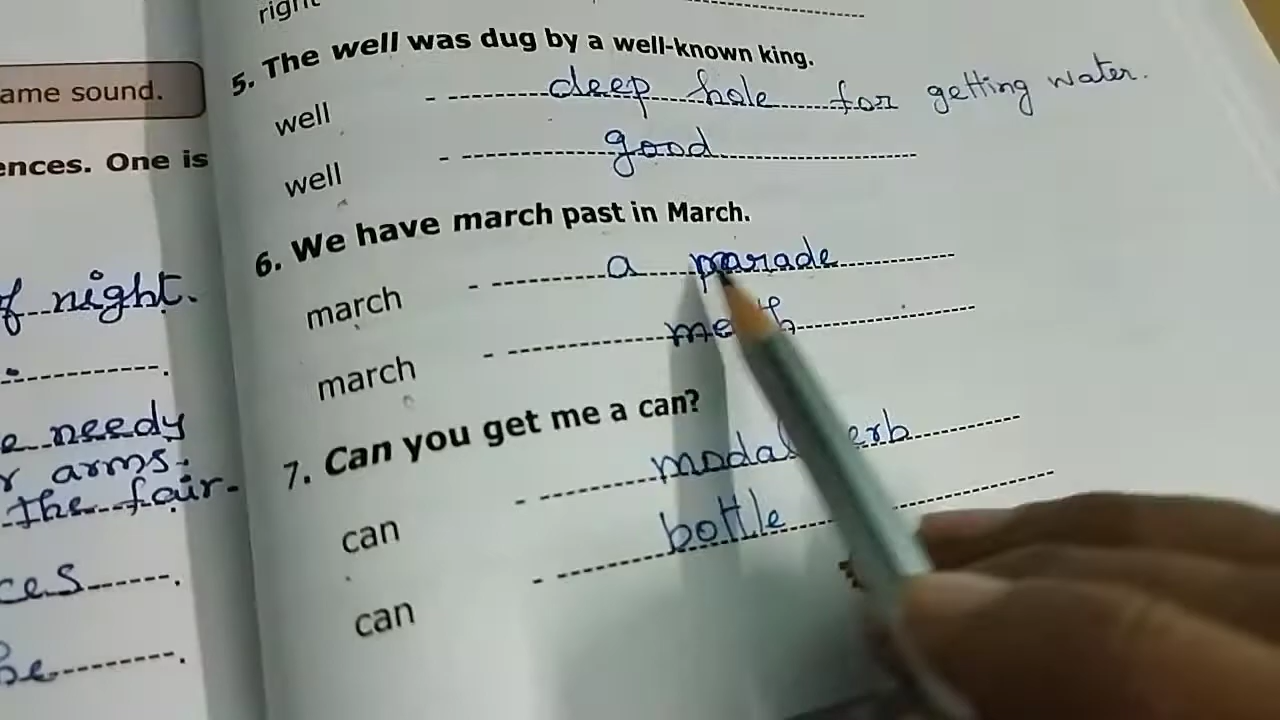 right
5. The well was dug by a well-known king.
well - deep hole for getting water.
well - good
6. We have march past in March.
march - a parade
march -
7. Can you get me a can?
can - modal
can - bottle
ame sound.
ences. One is
f night.
e needy
r arms.
the fair.
ces
be